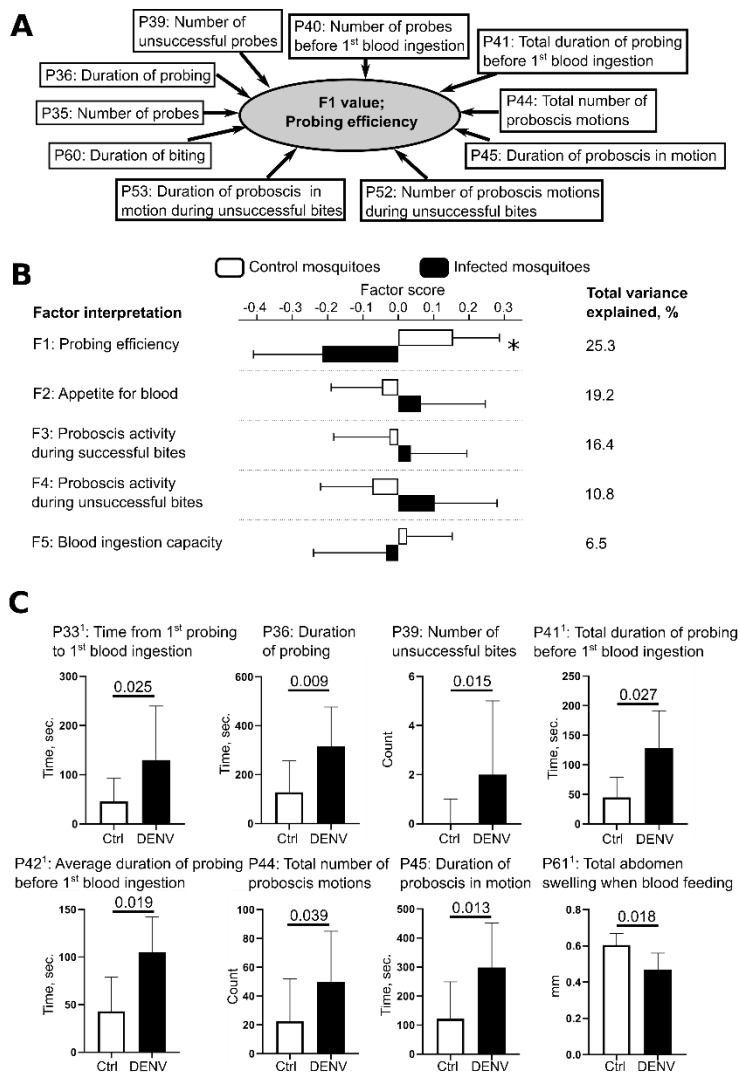 A
P39: Number of
unsuccessful probes
P40: Number of probes
before 1st blood ingestion
P41: Total duration of probing
before 1st blood ingestion
P36: Duration of probing
P35: Number of probes
P60: Duration of biting
F1 value;
Probing efficiency
P44: Total number of
proboscis motions
P45: Duration of proboscis in motion
P53: Duration of proboscis in
motion during unsuccessful bites
P52: Number of proboscis motions
during unsuccessful bites
B
Control mosquitoes Infected mosquitoes
Factor interpretation
Factor score
Total variance
explained, %
-0.4 -0.3 -0.2 -0.1 0.0 0.1 0.2 0.3
F1: Probing efficiency * 25.3
F2: Appetite for blood 19.2
F3: Proboscis activity
during successful bites
16.4
F4: Proboscis activity
during unsuccessful bites
10.8
F5: Blood ingestion capacity 6.5
C
P33¹: Time from 1st probing
to 1st blood ingestion
0.025
Time, sec.
300
200
100
0
Ctrl DENV
P36: Duration
of probing
0.009
Time, sec.
600
400
200
0
Ctrl DENV
P39: Number of
unsuccessful bites
0.015
Count
6
4
2
0
Ctrl DENV
P41¹: Total duration of probing
before 1st blood ingestion
0.027
Time, sec.
250
200
150
100
50
0
Ctrl DENV
P42¹: Average duration of probing
before 1st blood ingestion
0.019
Time, sec.
150
100
50
0
Ctrl DENV
P44: Total number of
proboscis motions
0.039
Count
100
80
60
40
20
0
Ctrl DENV
P45: Duration of
proboscis in motion
0.013
Time, sec.
500
400
300
200
100
0
Ctrl DENV
P61¹: Total abdomen
swelling when blood feeding
0.018
mm
0.8
0.6
0.4
0.2
0.0
Ctrl DENV